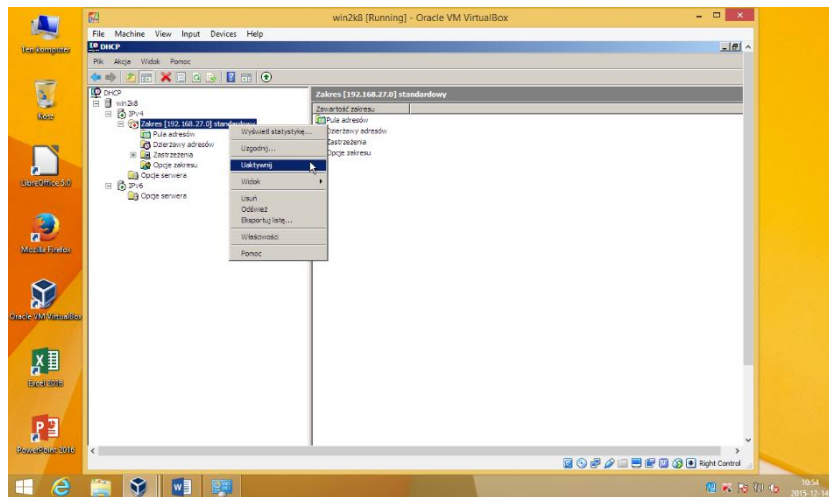 win2k8 [Running] - Oracle VM VirtualBox
File Machine View Input Devices Help
DHCP
Plik Akcja Widok Pomoc
DHCP
win2k8
IPv4
Zakres [192.168.27.0] standardowy
Pula adresów
Dzierżawy adresów
Zastrzeżenia
Opcje zakresu
Opcje serwera
IPv6
Opcje serwera
Wyświetl statystykę...
Uzgodnij...
Uaktywnij
Widok
Usuń
Odśwież
Eksportuj listę...
Właściwości
Pomoc
Zakres [192.168.27.0] standardowy
Zawartość zakresu
Pula adresów
Dzierżawy adresów
Zastrzeżenia
Opcje zakresu
Ten komputer
Kosz
LibreOffice 5.0
Mozilla Firefox
Oracle VM VirtualBox
Excel 2016
PowerPoint 2016
Right Control
10:54
2015-12-14